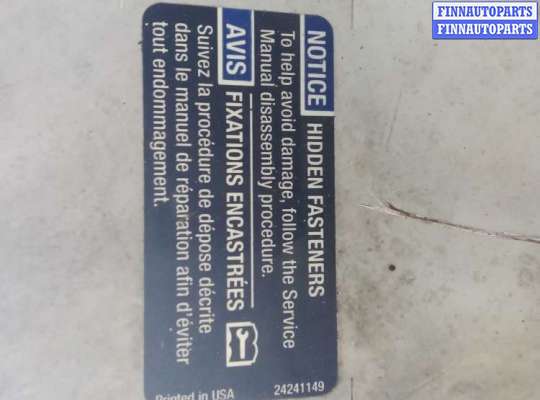 FINNAUTOPARTS
FINNAUTOPARTS
NOTICE HIDDEN FASTENERS
To help avoid damage, follow the Service
Manual disassembly procedure.
AVIS FIXATIONS ENCASTRÉES
Suivez la procédure de dépose décrite
dans le manuel de réparation afin d'éviter
tout endommagement.
Printed in USA 24241149